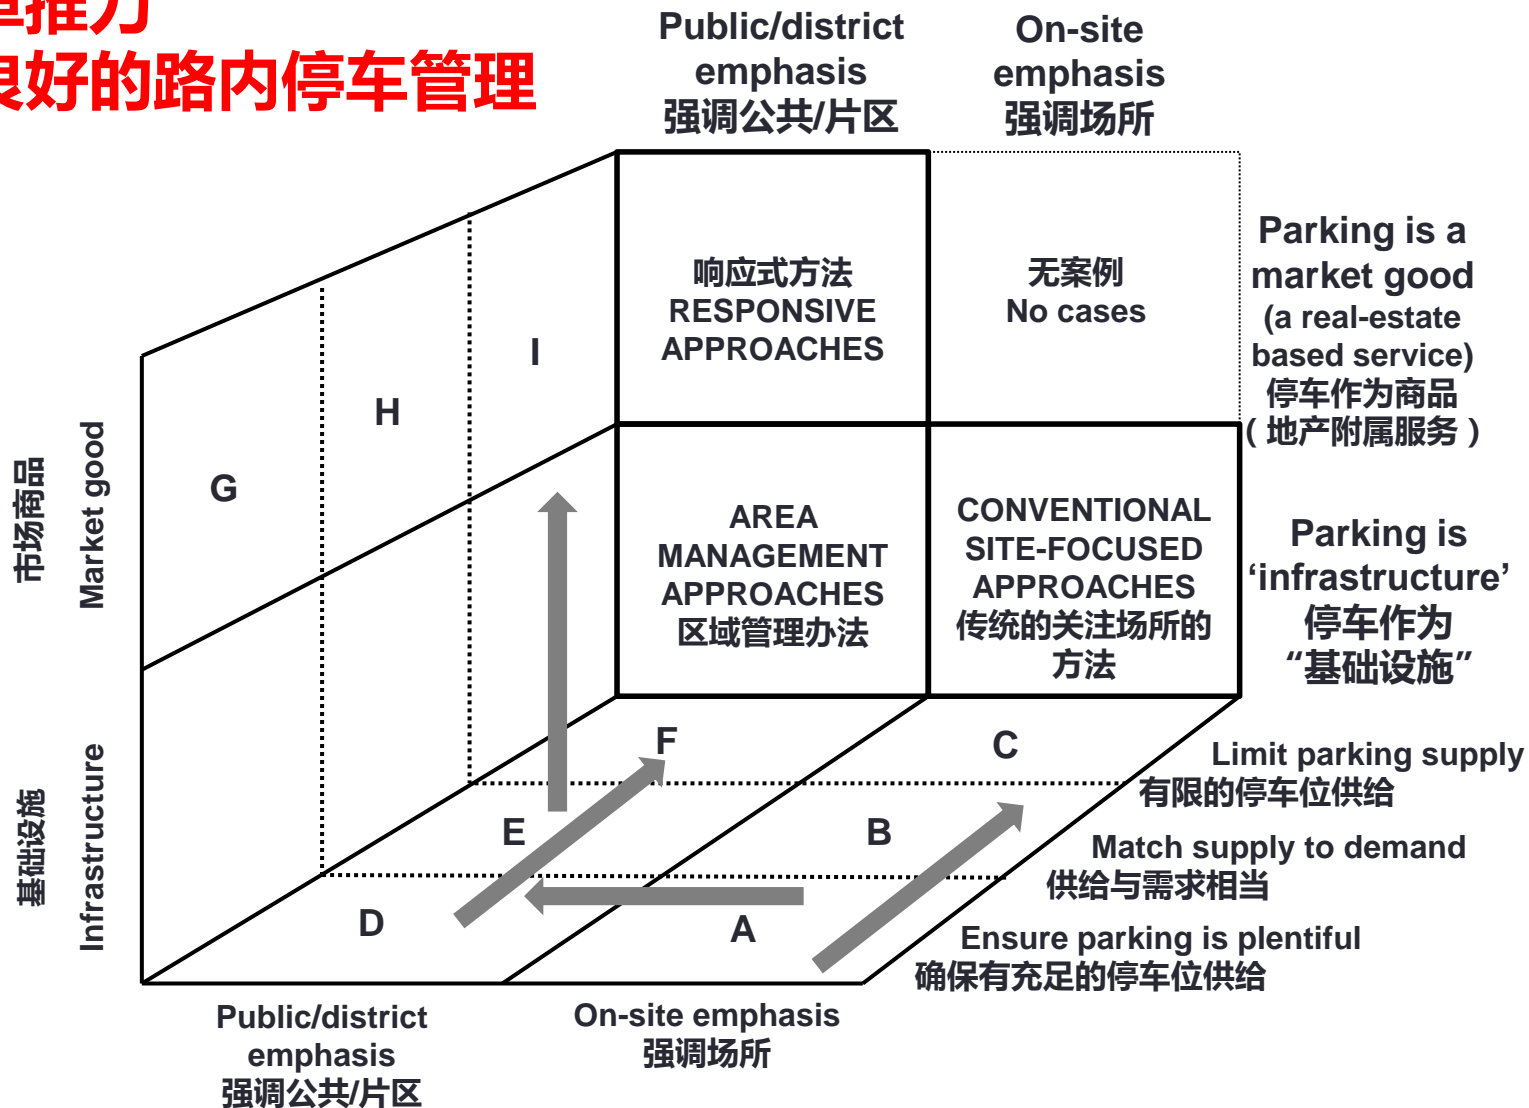 良好的路内停车管理
Public/district
emphasis
强调公共/片区
On-site
emphasis
强调场所
响应式方法
RESPONSIVE
APPROACHES
无案例
No cases
Parking is a
market good
(a real-estate
based service)
停车作为商品
（地产附属服务）
市场商品
Market good
G
H
I
AREA
MANAGEMENT
APPROACHES
区域管理办法
CONVENTIONAL
SITE-FOCUSED
APPROACHES
传统的关注场所的
方法
Parking is
‘infrastructure’
停车作为
“基础设施”
基础设施
Infrastructure
F
C
E
B
D
A
Limit parking supply
有限的停车位供给
Match supply to demand
供给与需求相当
Ensure parking is plentiful
确保有充足的停车位供给
Public/district
emphasis
强调公共/片区
On-site emphasis
强调场所